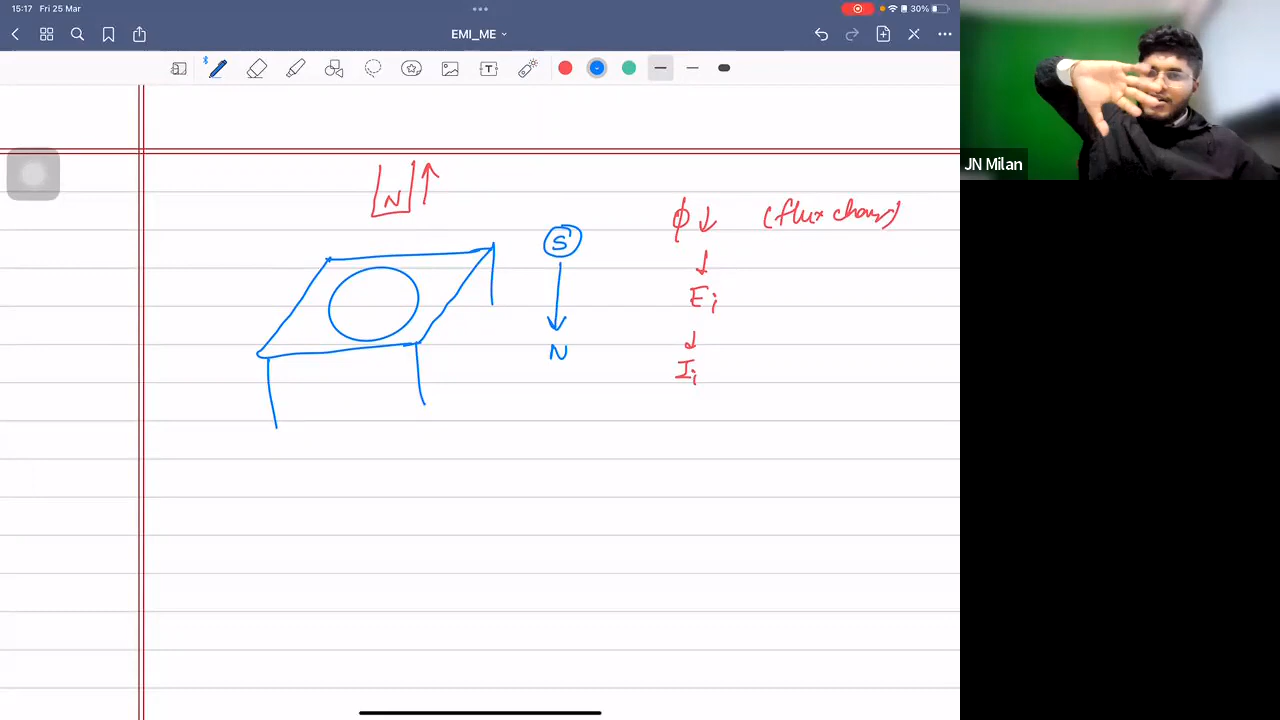 15:17 Fri 25 Mar
30%
EMI_ME
JN Milan
N
S
N
ϕ↓ (flux change)
↓
Ei
↓
Ii